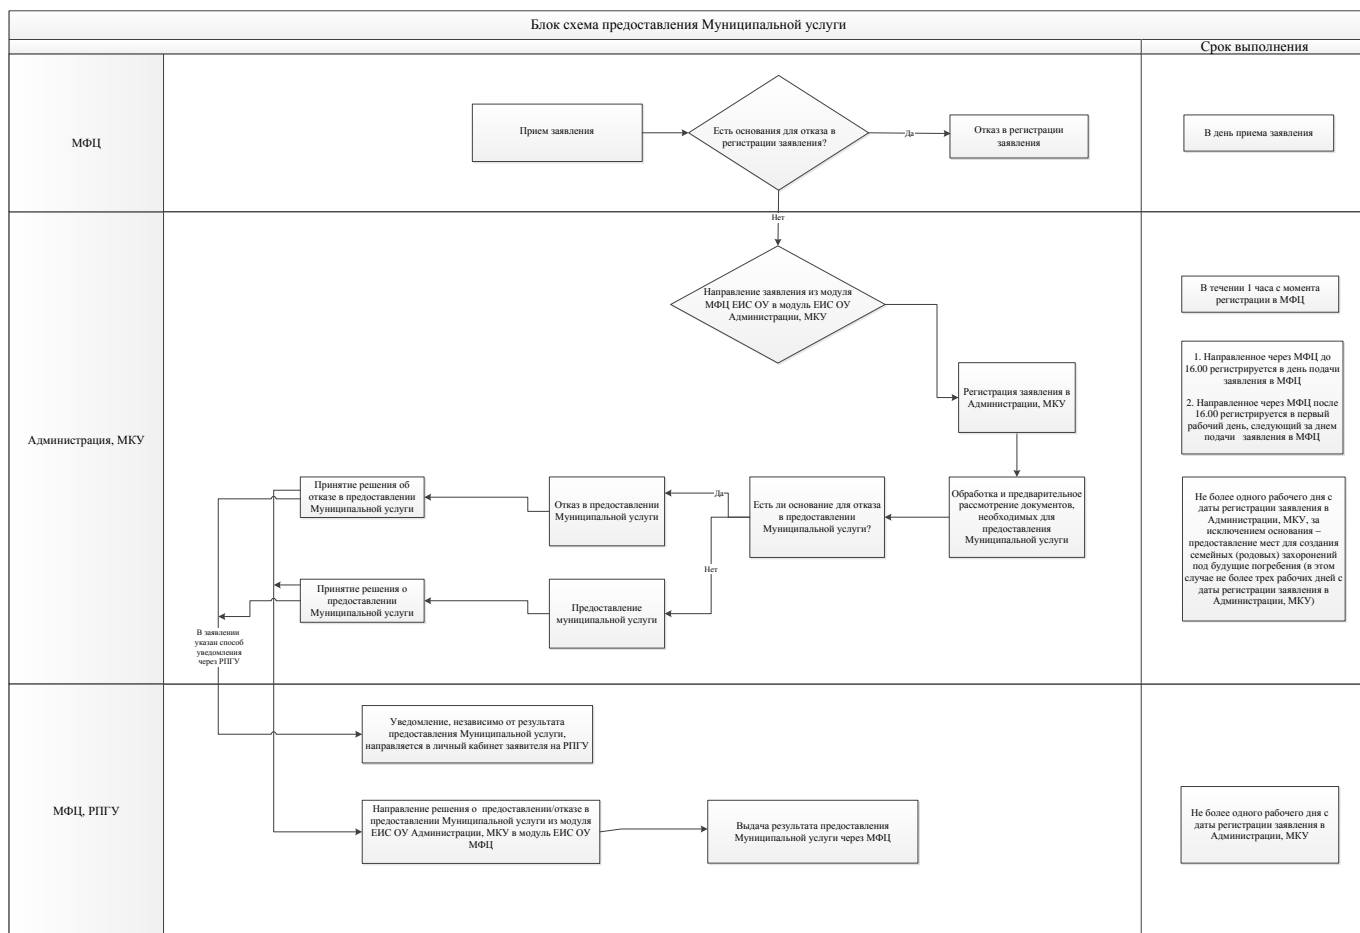 Блок схема предоставления Муниципальной услуги
Срок выполнения
МФЦ
Прием заявления
Есть основания для отказа в
регистрации заявления?
Да
Отказ в регистрации
заявления
В день приема заявления
Нет
Администрация, МКУ
Направление заявления из модуля
МФЦ ЕИС ОУ в модуль ЕИС ОУ
Администрации, МКУ
В течении 1 часа с момента
регистрации в МФЦ
Регистрация заявления в
Администрации, МКУ
1. Направленное через МФЦ до
16.00 регистрируется в день подачи
заявления в МФЦ
2. Направленное через МФЦ после
16.00 регистрируется в первый
рабочий день, следующий за днем
подачи заявления в МФЦ
Принятие решения об
отказе в предоставлении
Муниципальной услуги
Отказ в предоставлении
Муниципальной услуги
Да
Есть ли основание для отказа
в предоставлении
Муниципальной услуги?
Обработка и предварительное
рассмотрение документов,
необходимых для
предоставления
Муниципальной услуги
Не более одного рабочего дня с
даты регистрации заявления в
Администрации, МКУ, за
исключением основания –
предоставление мест для создания
семейных (родовых) захоронений
под будущие погребения (в этом
случае не более трех рабочих дней с
даты регистрации заявления в
Администрации, МКУ)
Нет
Принятие решения о
предоставлении
Муниципальной услуги
Предоставление
муниципальной услуги
В заявлении
указан способ
уведомления
через РПГУ
МФЦ, РПГУ
Уведомление, независимо от результата
предоставления Муниципальной услуги,
направляется в личный кабинет заявителя на РПГУ
Направление решения о предоставлении/отказе в
предоставлении Муниципальной услуги из модуля
ЕИС ОУ Администрации, МКУ в модуль ЕИС ОУ
МФЦ
Выдача результата предоставления
Муниципальной услуги через МФЦ
Не более одного рабочего дня с
даты регистрации заявления в
Администрации, МКУ